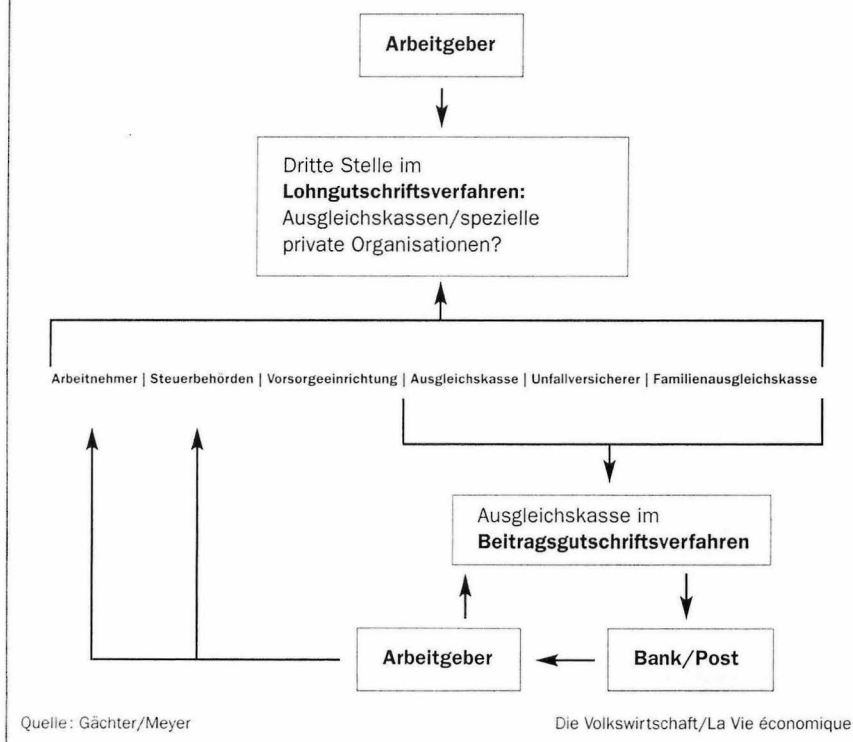 Arbeitgeber
Dritte Stelle im
Lohngutschriftsverfahren:
Ausgleichskassen/spezielle
private Organisationen?
Arbeitnehmer | Steuerbehörden | Vorsorgeeinrichtung | Ausgleichskasse | Unfallversicherer | Familienausgleichskasse
Ausgleichskasse im
Beitragsgutschriftsverfahren
Arbeitgeber
Bank/Post
Quelle: Gächter/Meyer
Die Volkswirtschaft/La Vie économique